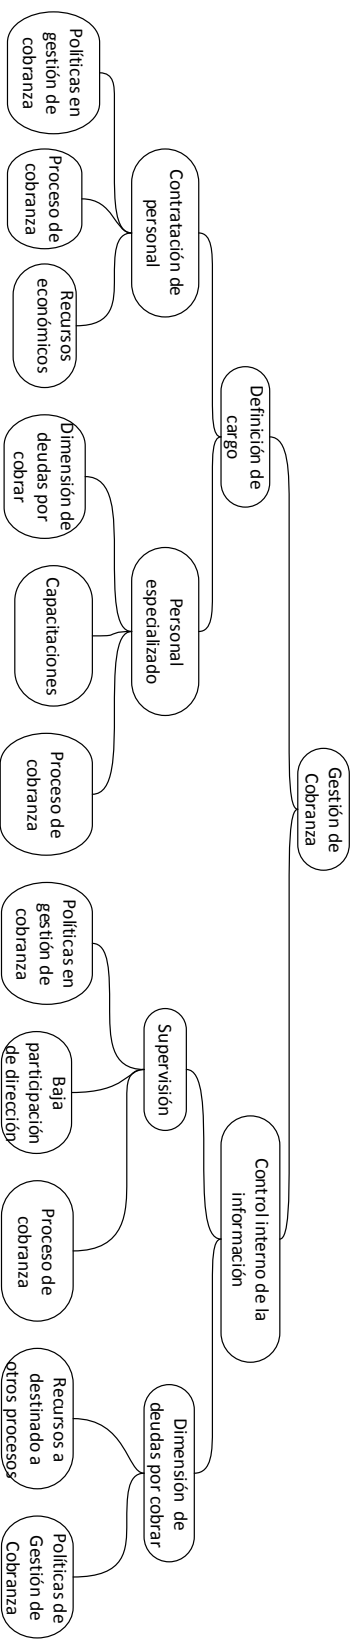 Gestión de
Cobranza
Definición de
cargo
Control interno de la
información
Contratación de
personal
Personal
especializado
Supervisión
Dimensión de
deudas por cobrar
Políticas en
gestión de
cobranza
Proceso de
cobranza
Recursos
económicos
Dimensión de
deudas por
cobrar
Capacitaciones
Proceso de
cobranza
Políticas en
gestión de
cobranza
Baja
participación
de dirección
Proceso de
cobranza
Recursos a
destinado a
otros procesos
Políticas de
Gestión de
Cobranza